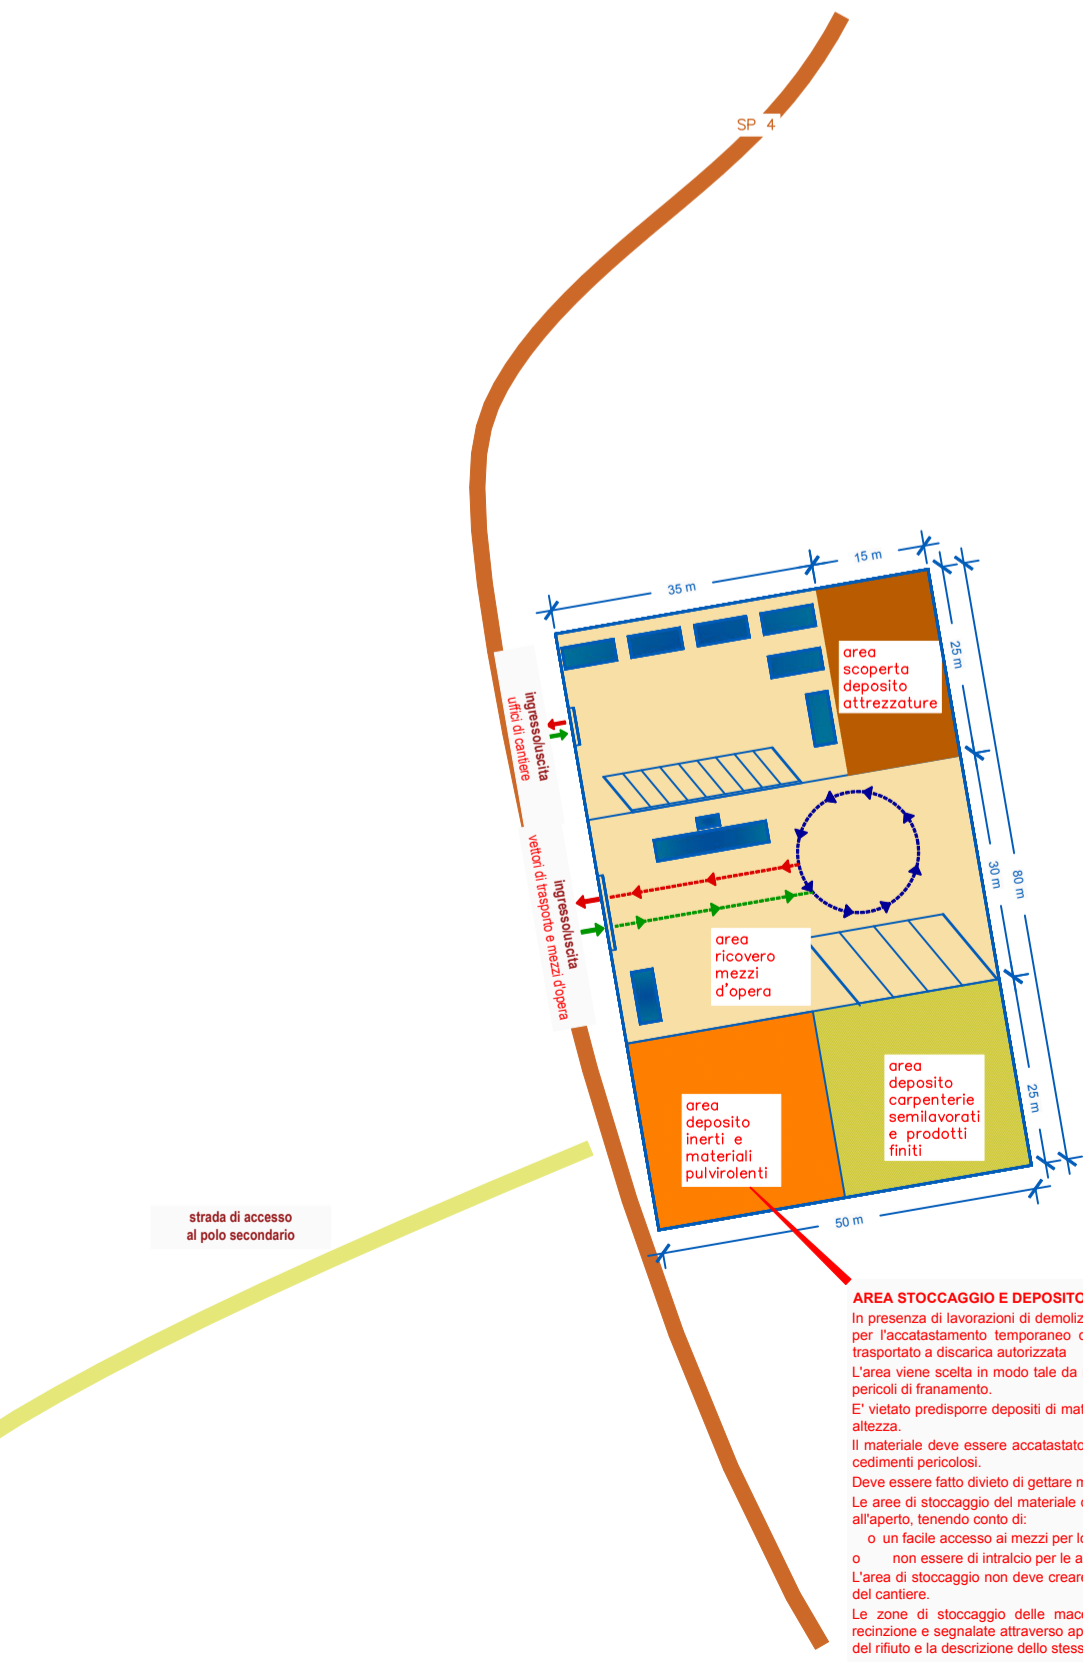 SP 4
15 m
35 m
25 m
area
scoperta
deposito
attrezzature
ingresso/uscita
uffici di cantiere
ingresso/uscita
vettori di trasporto e mezzi d'opera
30 m
80 m
area
ricovero
mezzi
d'opera
area
deposito
carpenterie
semilavorati
e prodotti
finiti
25 m
area
deposito
inerti e
materiali
pulvirolenti
50 m
strada di accesso
al polo secondario
AREA STOCCAGGIO E DEPOSITO
In presenza di lavorazioni di demoliz
per l'accatastamento temporaneo
trasportato a discarica autorizzata
L'area viene scelta in modo tale da
pericoli di franamento.
E' vietato predisporre depositi di mat
altezza.
Il materiale deve essere accatastato
cedimenti pericolosi.
Deve essere fatto divieto di gettare m
Le aree di stoccaggio del materiale
all'aperto, tenendo conto di:
o un facile accesso ai mezzi per lo
o non essere di intralcio per le a
L'area di stoccaggio non deve creare
del cantiere.
Le zone di stoccaggio delle mac
recinzione e segnalate attraverso ap
del rifiuto e la descrizione dello stess